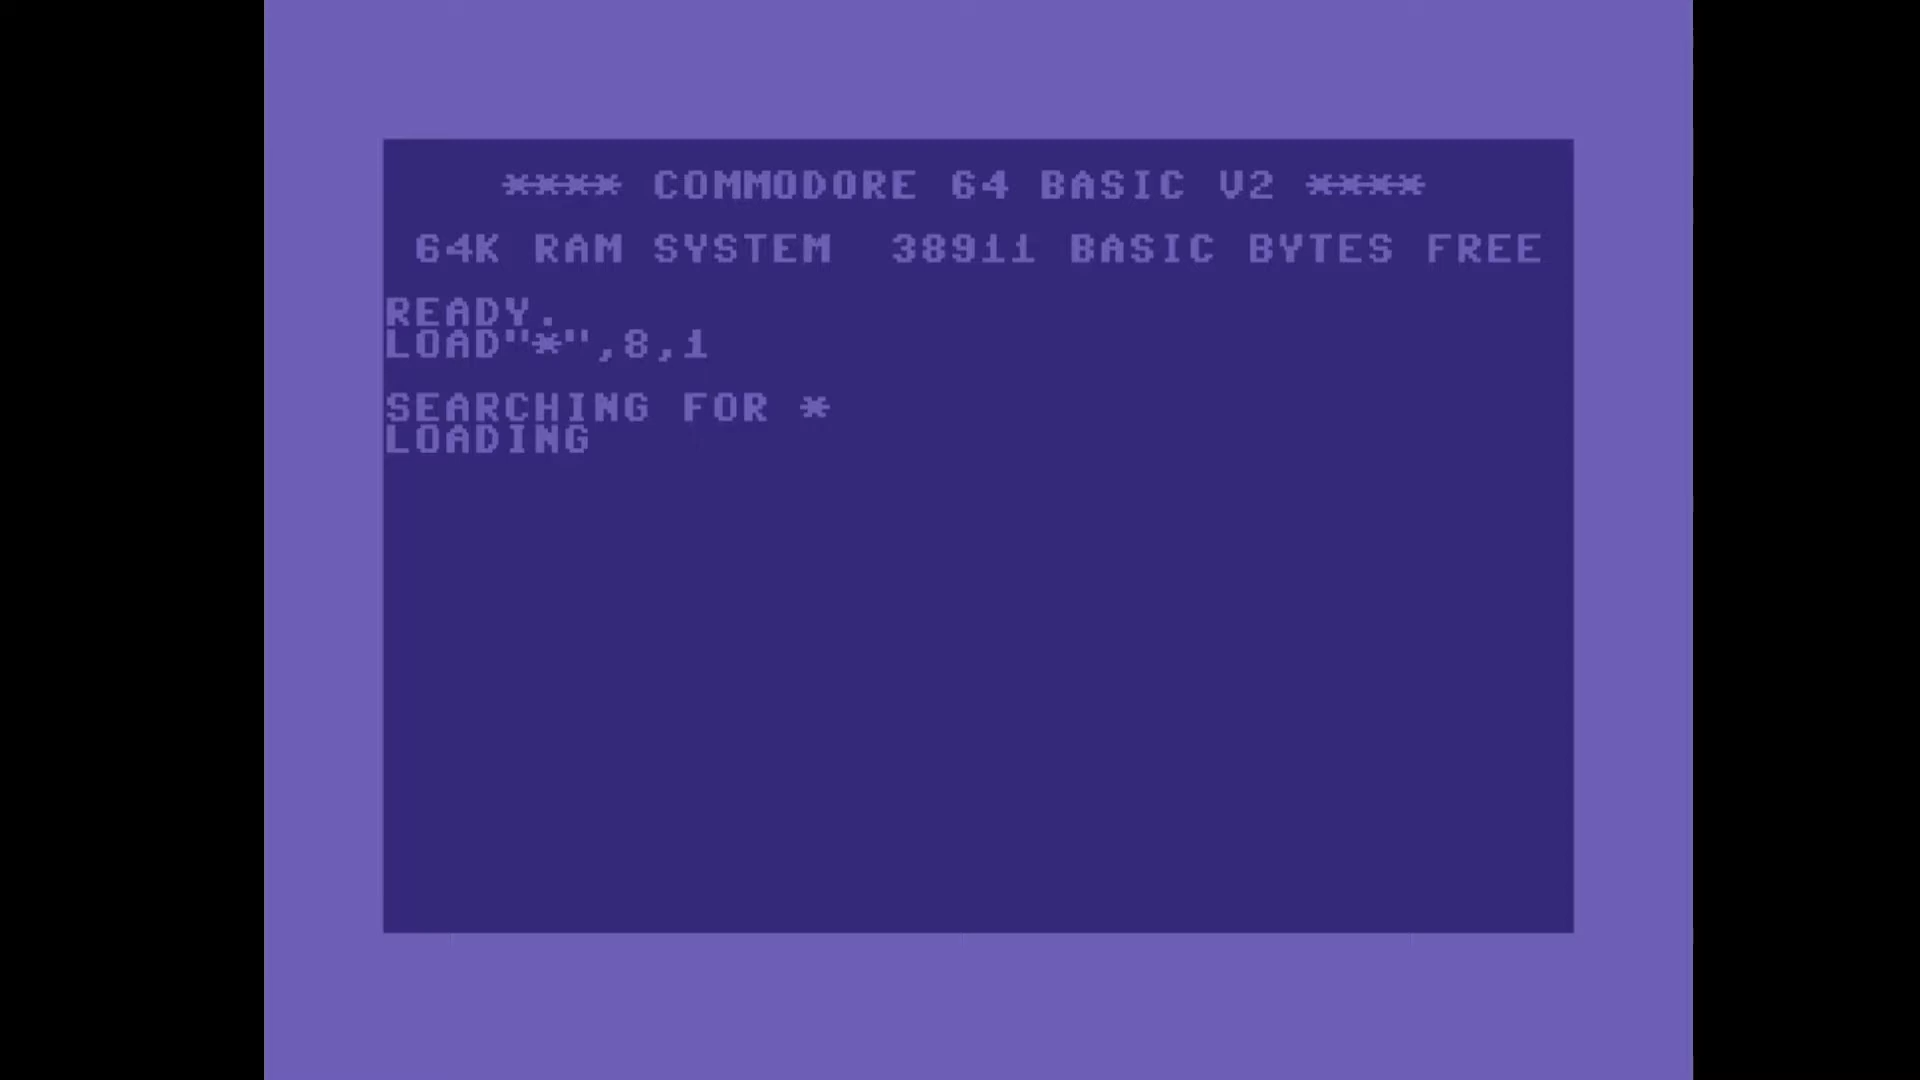 **** COMMODORE 64 BASIC V2 ****
64K RAM SYSTEM  38911 BASIC BYTES FREE
READY.
LOAD"*",8,1
SEARCHING FOR *
LOADING